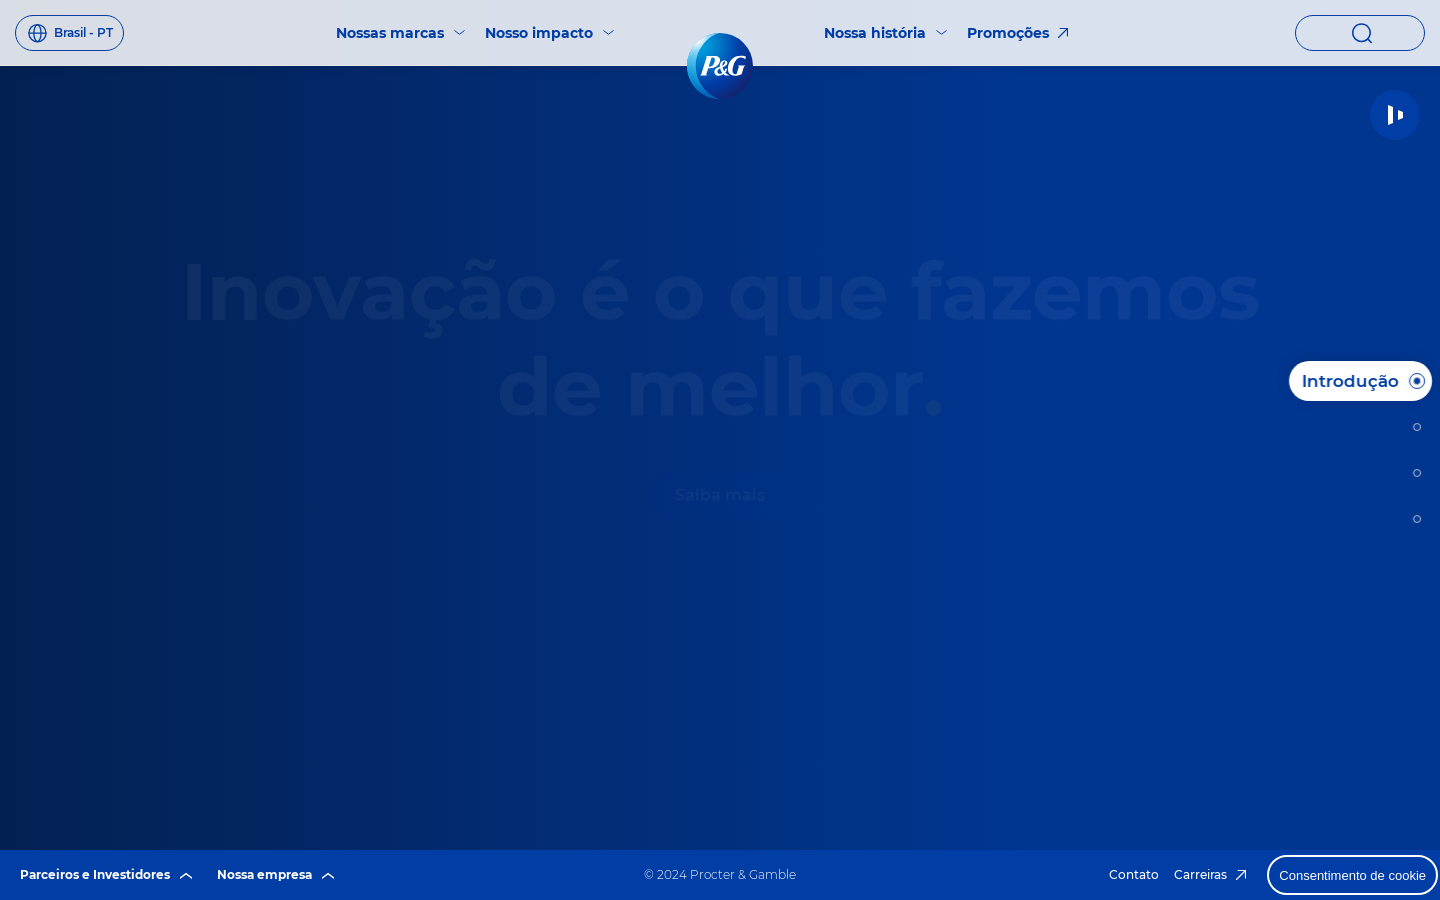 Brasil - PT
Nossas marcas
Nosso impacto
P&G
Nossa história
Promoções
Inovação é o que fazemos
de melhor.
Saiba mais
Introdução
Parceiros e Investidores
Nossa empresa
© 2024 Procter & Gamble
Contato
Carreiras
Consentimento de cookie